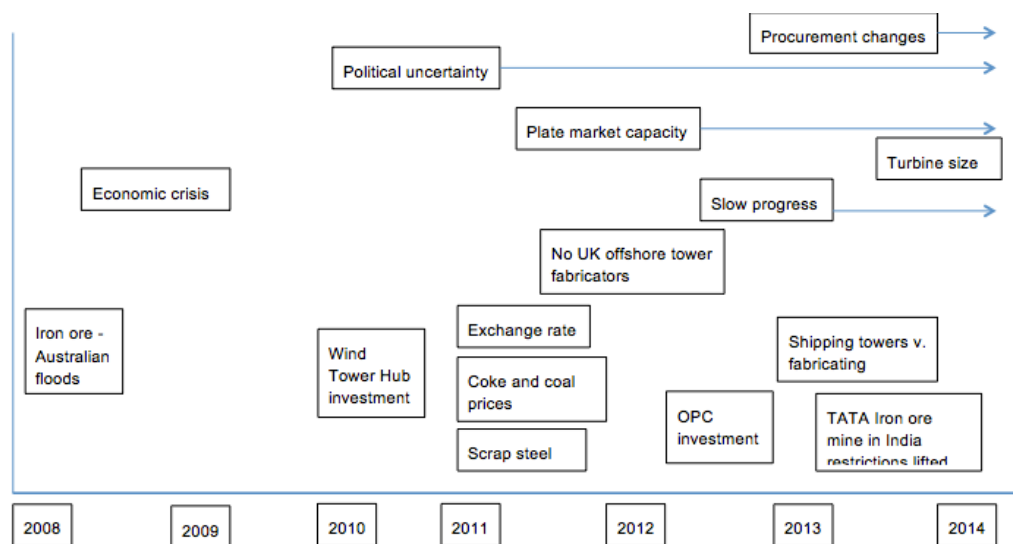 Procurement changes
Political uncertainty
Plate market capacity
Turbine size
Economic crisis
Slow progress
No UK offshore tower
fabricators
Iron ore -
Australian
floods
Wind
Tower Hub
investment
Exchange rate
Coke and coal
prices
Scrap steel
OPC
investment
Shipping towers v.
fabricating
TATA Iron ore
mine in India
restrictions lifted
2008
2009
2010
2011
2012
2013
2014